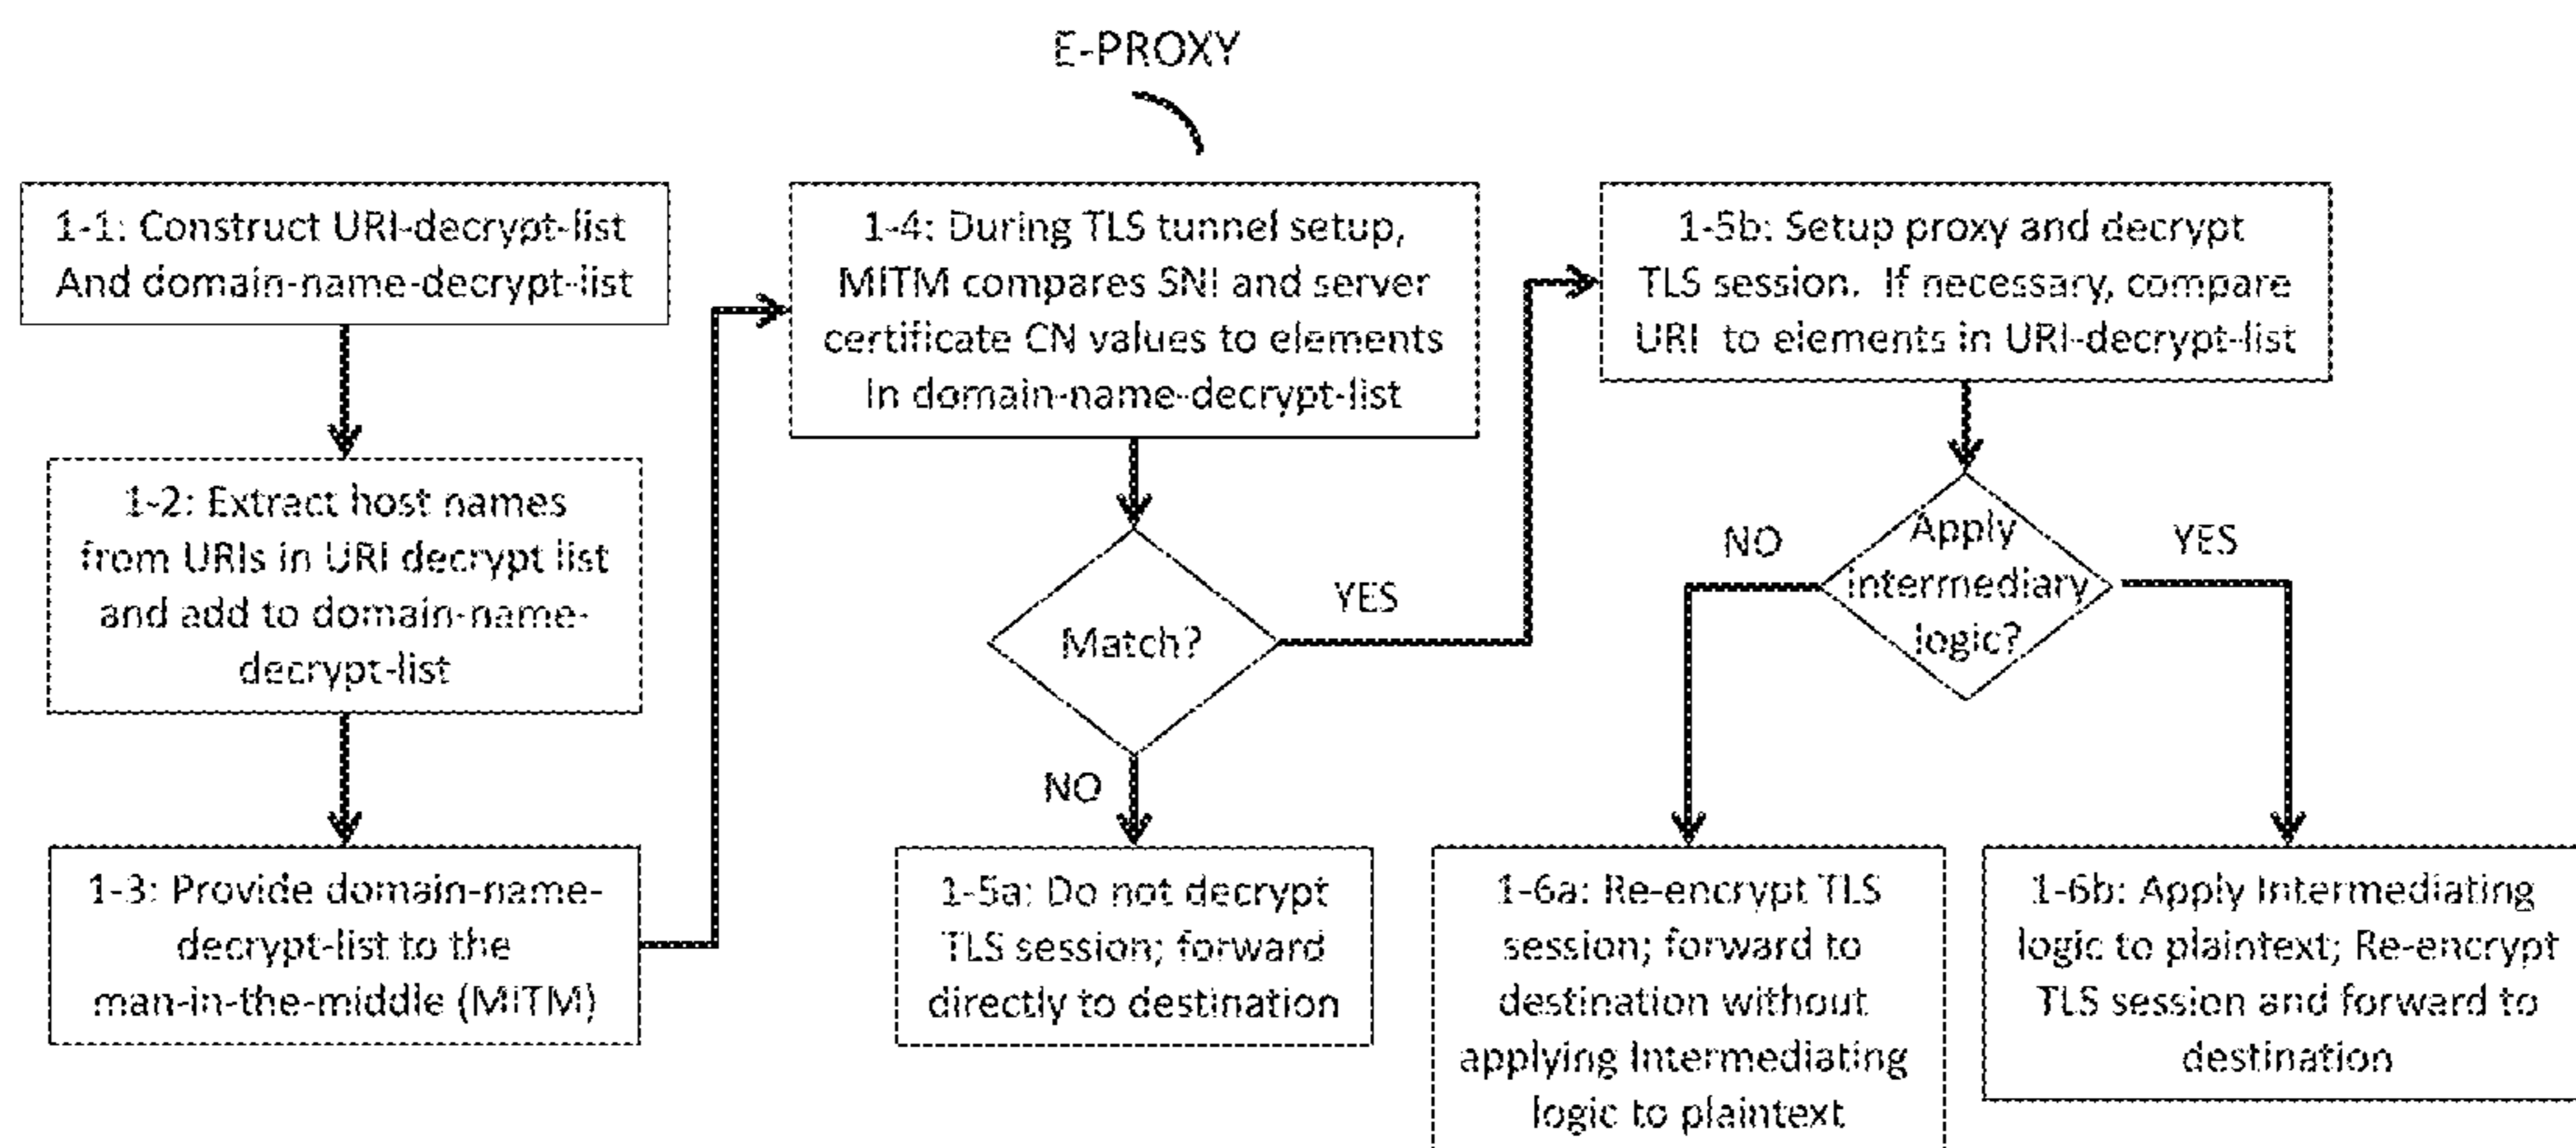 E-PROXY
1-1: Construct URI-decrypt-list
And domain-name-decrypt-list
1-2: Extract host names
from URIs in URI decrypt list
and add to domain-name-
decrypt-list
1-3: Provide domain-name-
decrypt-list to the
man-in-the-middle (MITM)
1-4: During TLS tunnel setup,
MITM compares SNI and server
certificate CN values to elements
In domain-name-decrypt-list
Match?
YES
NO
1-5a: Do not decrypt
TLS session; forward
directly to destination
1-5b: Setup proxy and decrypt
TLS session. If necessary, compare
URI to elements in URI-decrypt-list
Apply
intermediary
logic?
NO
YES
1-6a: Re-encrypt TLS
session; forward to
destination without
applying Intermediating
logic to plaintext
1-6b: Apply Intermediating
logic to plaintext; Re-encrypt
TLS session and forward to
destination